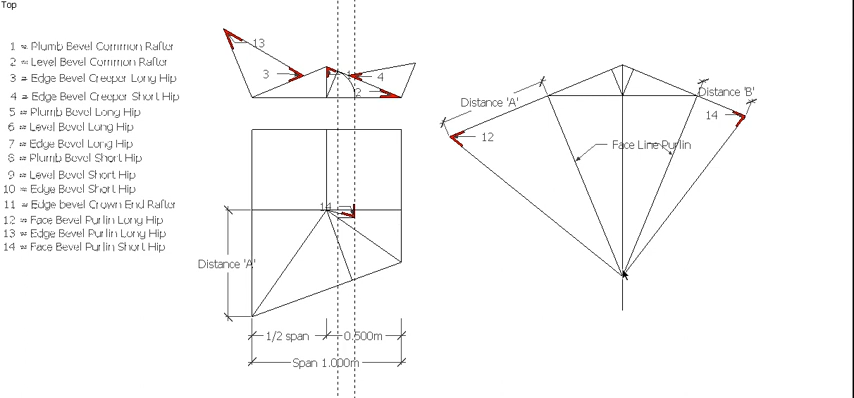 Top
1 = Plumb Bevel Common Rafter
2 = Level Bevel Common Rafter
3 = Edge Bevel Creeper Long Hip
4 = Edge Bevel Creeper Short Hip
5 = Plumb Bevel Long Hip
6 = Level Bevel Long Hip
7 = Edge Bevel Long Hip
8 = Plumb Bevel Short Hip
9 = Level Bevel Short Hip
10 = Edge Bevel Short Hip
11 = Edge bevel Crown End Rafter
12 = Face Bevel Purlin Long Hip
13 = Edge Bevel Purlin Long Hip
14 = Face Bevel Purlin Short Hip
13
3
4
2
14
Distance 'A'
1/2 span
0.500m
Span 1.000m
Distance 'A'
Distance 'B'
12
14
Face Line Purlin